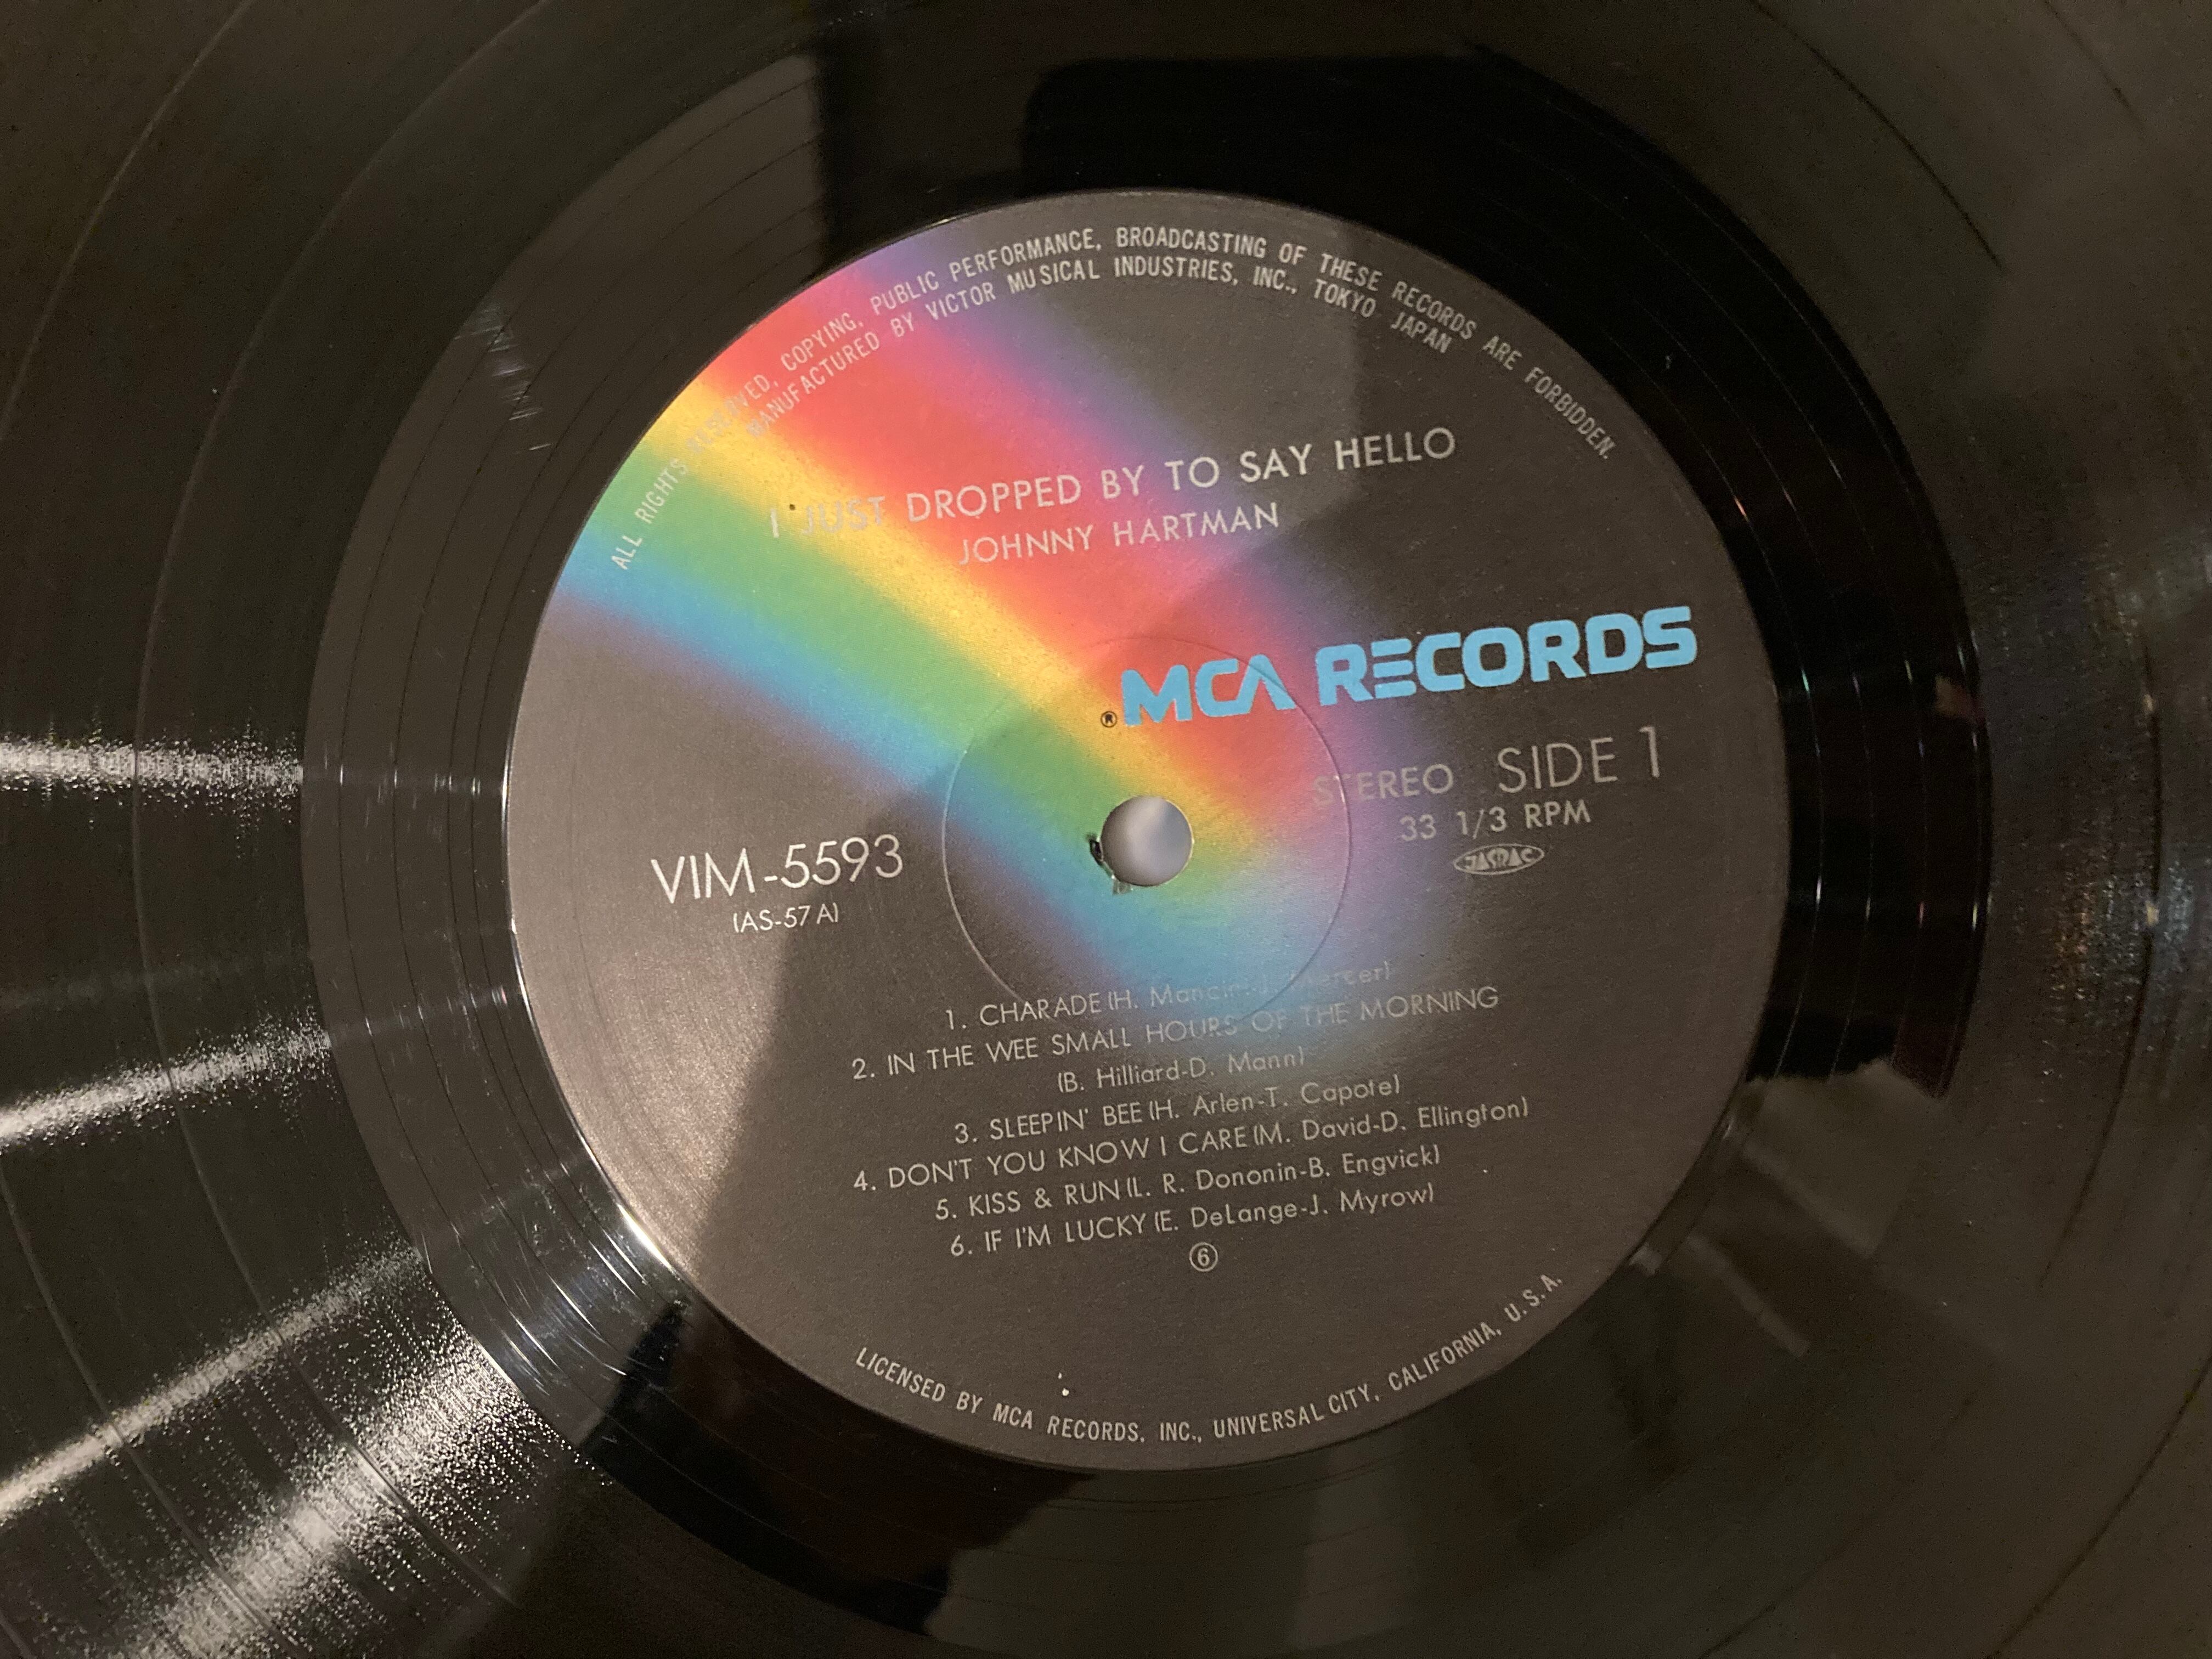 ALL RIGHTS RESERVED, COPYING, PUBLIC PERFORMANCE, BROADCASTING OF THESE RECORDS ARE FORBIDDEN.
MANUFACTURED BY VICTOR MUSICAL INDUSTRIES, INC., TOKYO JAPAN
I JUST DROPPED BY TO SAY HELLO
JOHNNY HARTMAN
® MCA RECORDS
STEREO SIDE 1
33 1/3 RPM
JASRAC
VIM-5593
(AS-57A)
1. CHARADE (H. Mancini-J. Mercer)
2. IN THE WEE SMALL HOURS OF THE MORNING
(B. Hilliard-D. Mann)
3. SLEEPIN' BEE (H. Arlen-T. Capote)
4. DON'T YOU KNOW I CARE (M. David-D. Ellington)
5. KISS & RUN (L. R. Dononin-B. Engvick)
6. IF I'M LUCKY (E. DeLange-J. Myrow)
⑥
LICENSED BY MCA RECORDS. INC., UNIVERSAL CITY, CALIFORNIA, U.S.A.